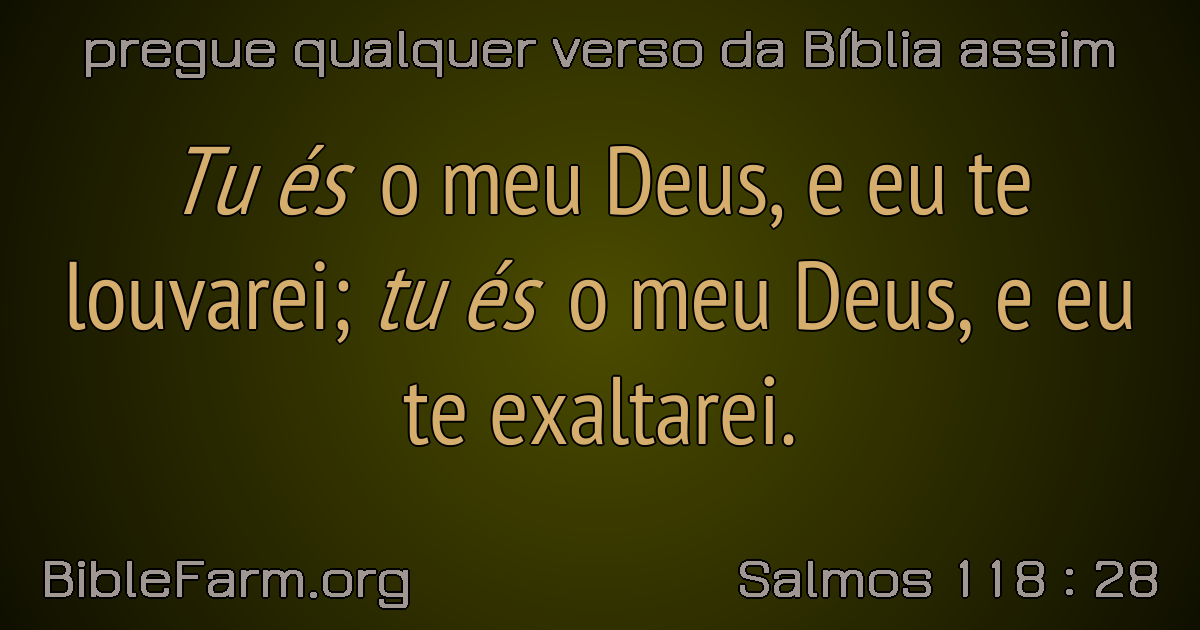 pregue qualquer verso da Bíblia assim
Tu és o meu Deus, e eu te
louvarei; tu és o meu Deus, e eu
te exaltarei.
BibleFarm.org
Salmos 118 : 28